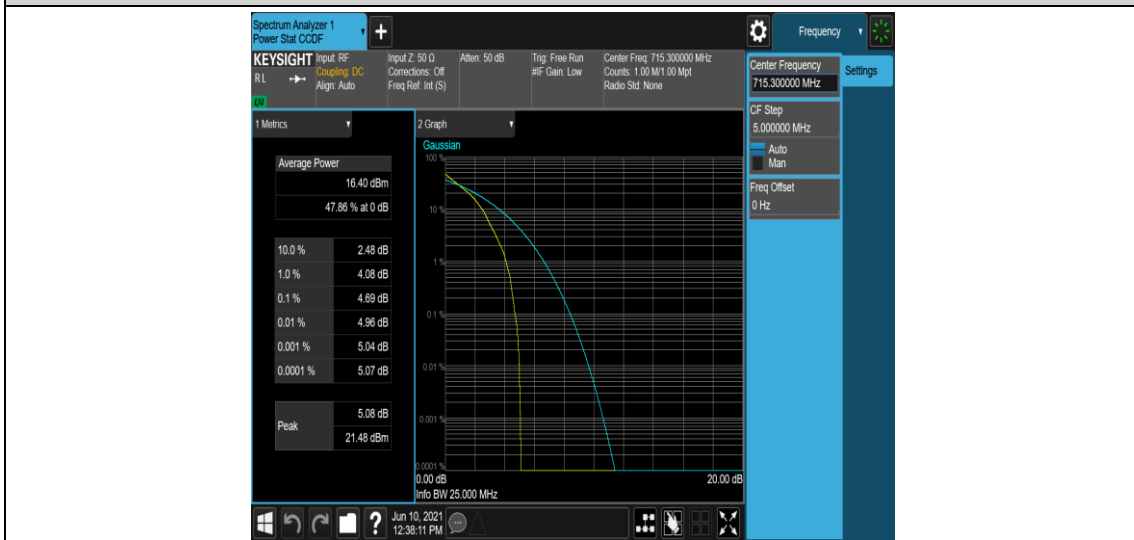 Spectrum Analyzer 1
Power Stat CCDF
+
Frequency
KEYSIGHT
RL
LXI
Input: RF
Coupling: DC
Align: Auto
Input Z: 50 Ω
Corrections: Off
Freq Ref: Int (S)
Atten: 50 dB
Trig: Free Run
#IF Gain: Low
Center Freq: 715.300000 MHz
Counts: 1.00 M/1.00 Mpt
Radio Std: None
Center Frequency
715.300000 MHz
Settings
CF Step
5.000000 MHz
Auto
Man
Freq Offset
0 Hz
1 Metrics
Average Power
16.40 dBm
47.86 % at 0 dB
10.0 % 2.48 dB
1.0 % 4.08 dB
0.1 % 4.69 dB
0.01 % 4.96 dB
0.001 % 5.04 dB
0.0001 % 5.07 dB
Peak 5.08 dB
21.48 dBm
2 Graph
Gaussian
100 %
10 %
1 %
0.1 %
0.01 %
0.001 %
0.0001 %
0.00 dB 20.00 dB
Info BW 25.000 MHz
?
Jun 10, 2021
12:38:11 PM